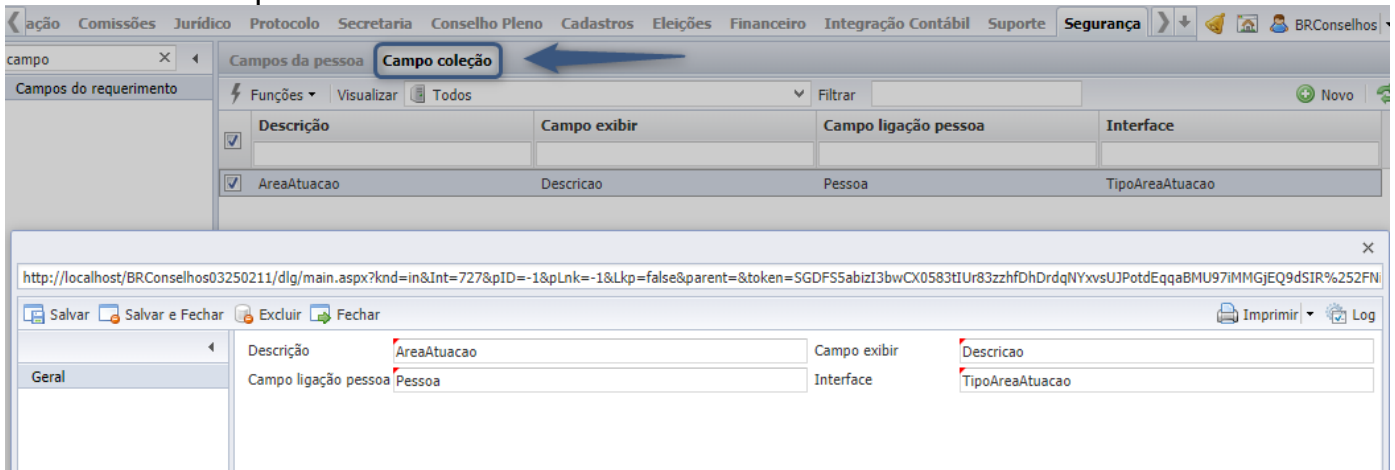 ação Comissões Jurídico Protocolo Secretaria Conselho Pleno Cadastros Eleições Financeiro Integração Contábil Suporte Segurança BRConselhos
campo Campos da pessoa Campo coleção
Campos do requerimento Funções Visualizar Todos Filtrar Novo
Descrição Campo exibir Campo ligação pessoa Interface
AreaAtuacao Descricao Pessoa TipoAreaAtuacao
http://localhost/BRConselhos03250211/dlg/main.aspx?knd=in&Int=727&pID=-1&pLnk=-1&Lkp=false&parent=&token=SGDFS5abizI3bwCX0583tIUr83zzhfDhDrdqNYxvsUJPotdEqqaBMU97iMMGjEQ9dSIR%252FNi
Salvar Salvar e Fechar Excluir Fechar Imprimir Log
Descrição AreaAtuacao Campo exibir Descricao
Geral Campo ligação pessoa Pessoa Interface TipoAreaAtuacao